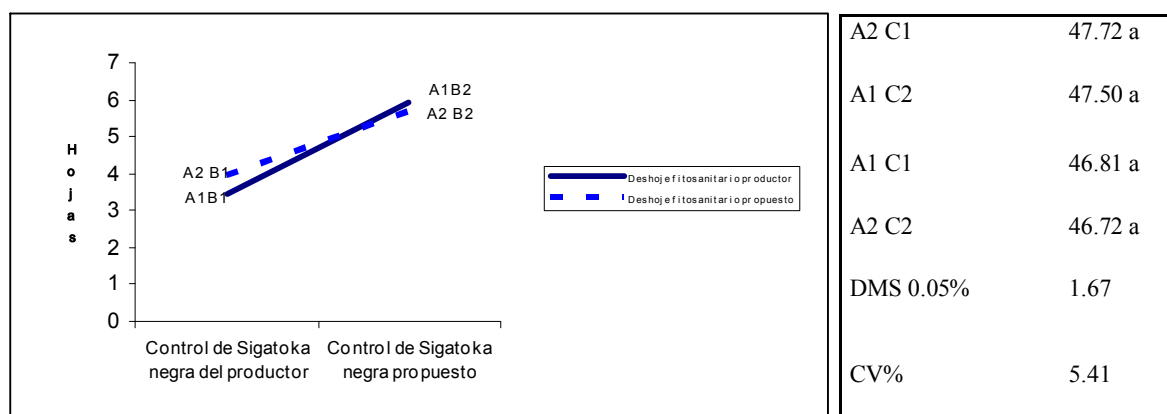 7
6
5
4
3
2
1
0
Hojas
A2 B1
A1B1
A1B2
A2 B2
Control de Sigatoka
negra del productor
Control de Sigatoka
negra propuesto
Deshoje fitosanitario productor
Deshoje fitosanitario propuesto
A2 C1 47.72 a
A1 C2 47.50 a
A1 C1 46.81 a
A2 C2 46.72 a
DMS 0.05% 1.67
CV% 5.41